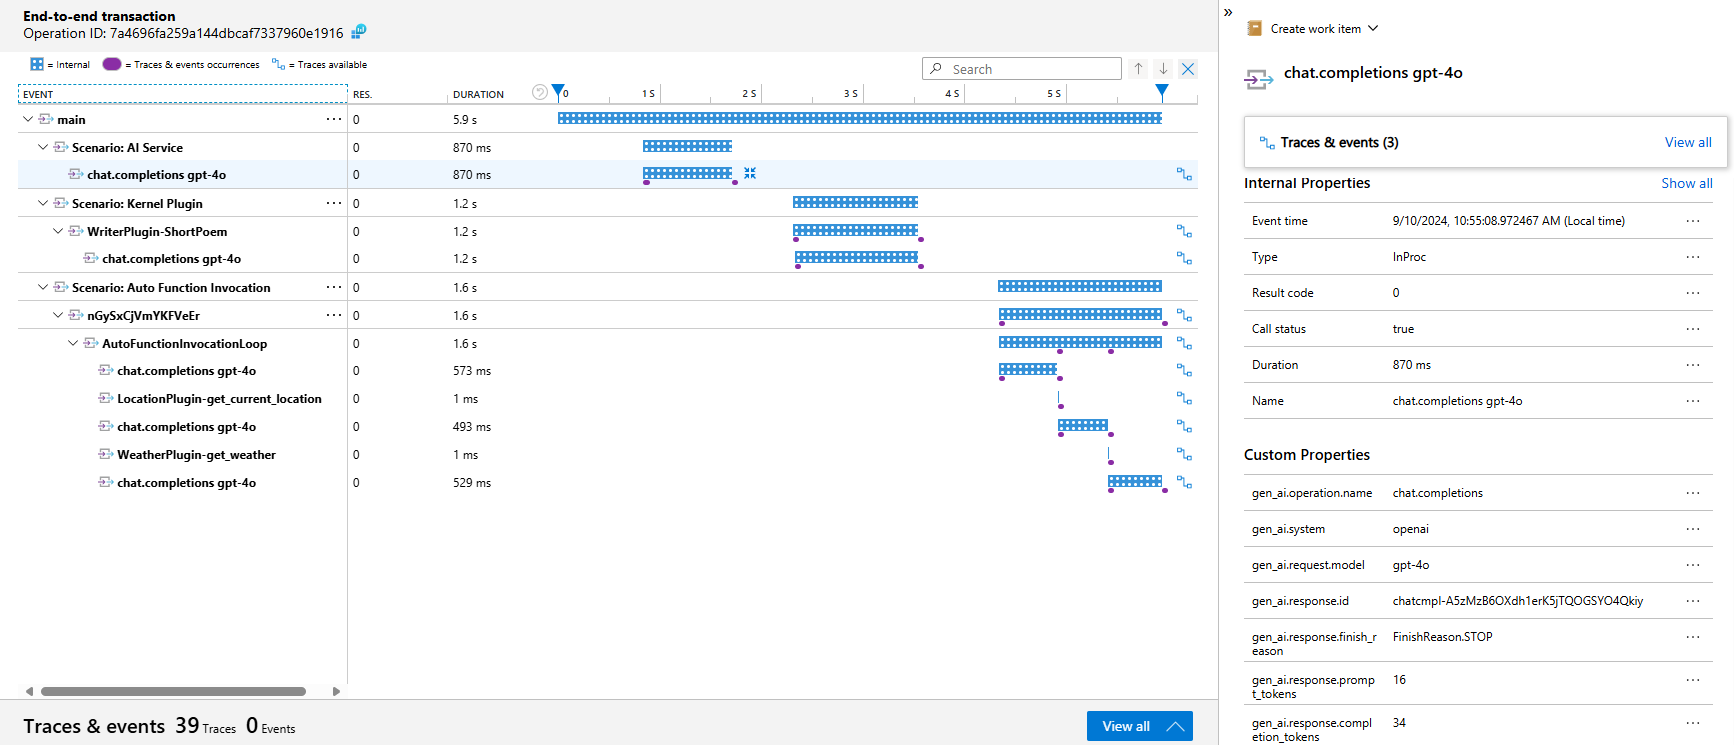 End-to-end transaction
Operation ID: 7a4696fa259a144dbcaf7337960e1916
= Internal = Traces & events occurrences = Traces available
Search
EVENT RES. DURATION 0 1 S 2 S 3 S 4 S 5 S
main ... 0 5.9 s
Scenario: AI Service 0 870 ms
chat.completions gpt-4o 0 870 ms
Scenario: Kernel Plugin ... 0 1.2 s
WriterPlugin-ShortPoem 0 1.2 s
chat.completions gpt-4o 0 1.2 s
Scenario: Auto Function Invocation ... 0 1.6 s
nGySxCjVmYKFVeEr ... 0 1.6 s
AutoFunctionInvocationLoop 0 1.6 s
chat.completions gpt-4o 0 573 ms
LocationPlugin-get_current_location 0 1 ms
chat.completions gpt-4o 0 493 ms
WeatherPlugin-get_weather 0 1 ms
chat.completions gpt-4o 0 529 ms
Traces & events 39 Traces 0 Events
View all
»
Create work item
chat.completions gpt-4o
Traces & events (3) View all
Internal Properties Show all
Event time 9/10/2024, 10:55:08.972467 AM (Local time) ...
Type InProc ...
Result code 0 ...
Call status true ...
Duration 870 ms ...
Name chat.completions gpt-4o ...
Custom Properties
gen_ai.operation.name chat.completions ...
gen_ai.system openai ...
gen_ai.request.model gpt-4o ...
gen_ai.response.id chatcmpl-A5zMzB6OXdh1erK5jTQOGSYO4Qkiy ...
gen_ai.response.finish_r FinishReason.STOP ...
eason
gen_ai.response.promp 16 ...
t_tokens
gen_ai.response.compl 34 ...
etion_tokens